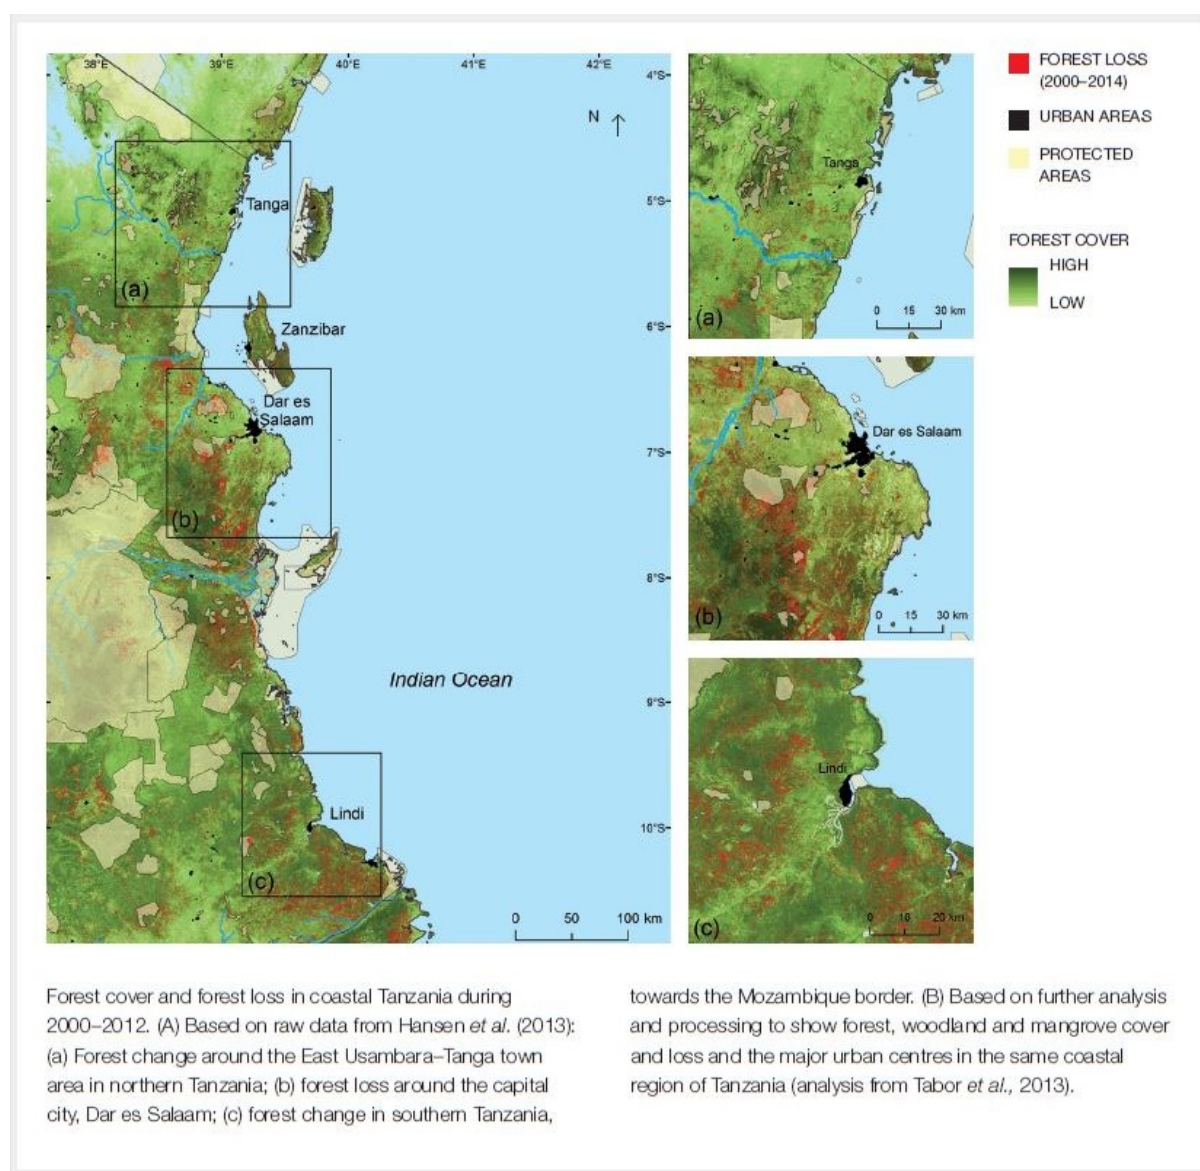 38°E
39°E
40°E
41°E
42°E
4°S
5°S
6°S
7°S
8°S
9°S
10°S
N
Tanga
(a)
Zanzibar
Dar es
Salaam
(b)
Indian Ocean
Lindi
(c)
0 50 100 km
Tanga
(a)
0 15 30 km
Dar es Salaam
(b)
0 15 30 km
Lindi
(c)
0 10 20 km
FOREST LOSS
(2000–2014)
URBAN AREAS
PROTECTED
AREAS
FOREST COVER
HIGH
LOW
Forest cover and forest loss in coastal Tanzania during
2000–2012. (A) Based on raw data from Hansen et al. (2013):
(a) Forest change around the East Usambara–Tanga town
area in northern Tanzania; (b) forest loss around the capital
city, Dar es Salaam; (c) forest change in southern Tanzania,
towards the Mozambique border. (B) Based on further analysis
and processing to show forest, woodland and mangrove cover
and loss and the major urban centres in the same coastal
region of Tanzania (analysis from Tabor et al., 2013).